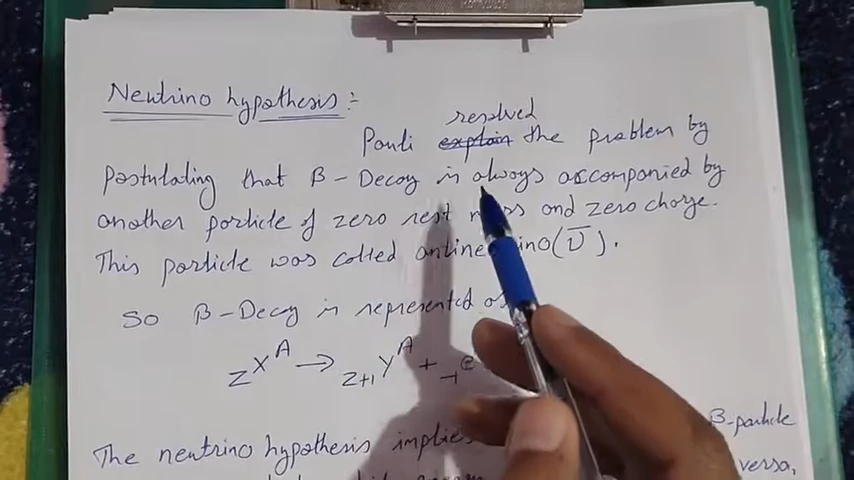 Neutrino hypothesis :-
resolved
Pauli explain the problem by
postulating that β-Decay is always accompanied by
another particle of zero rest mass and zero charge.
This particle was called antineutrino (ν̅).
So β-Decay is represented as
zX^A → z+1Y^A + -1e
The neutrino hypothesis implies β-particle
versa,